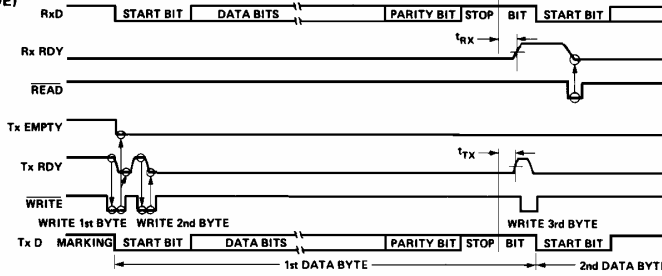 E)
RxD START BIT DATA BITS PARITY BIT STOP BIT START BIT
tRX
Rx RDY
READ
Tx EMPTY
tTX
Tx RDY
WRITE
WRITE 1st BYTE WRITE 2nd BYTE WRITE 3rd BYTE
Tx D MARKING START BIT DATA BITS PARITY BIT STOP BIT START BIT
1st DATA BYTE 2nd DATA BYTE